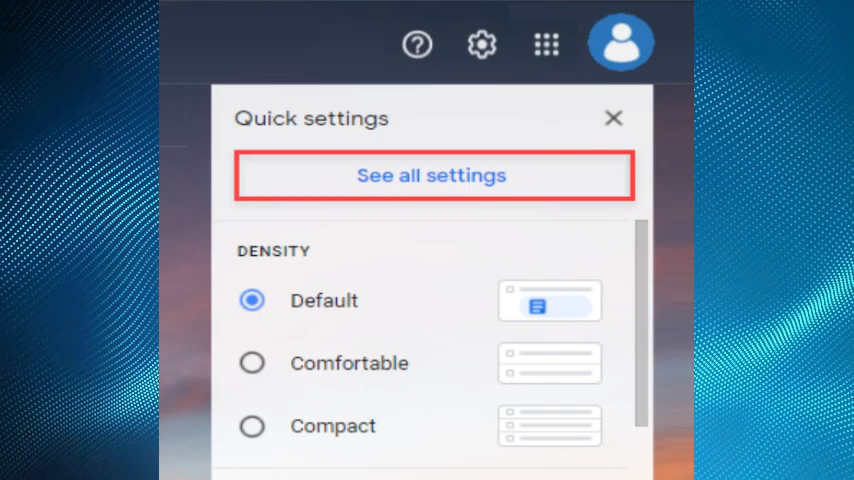 Quick settings
See all settings
DENSITY
Default
Comfortable
Compact